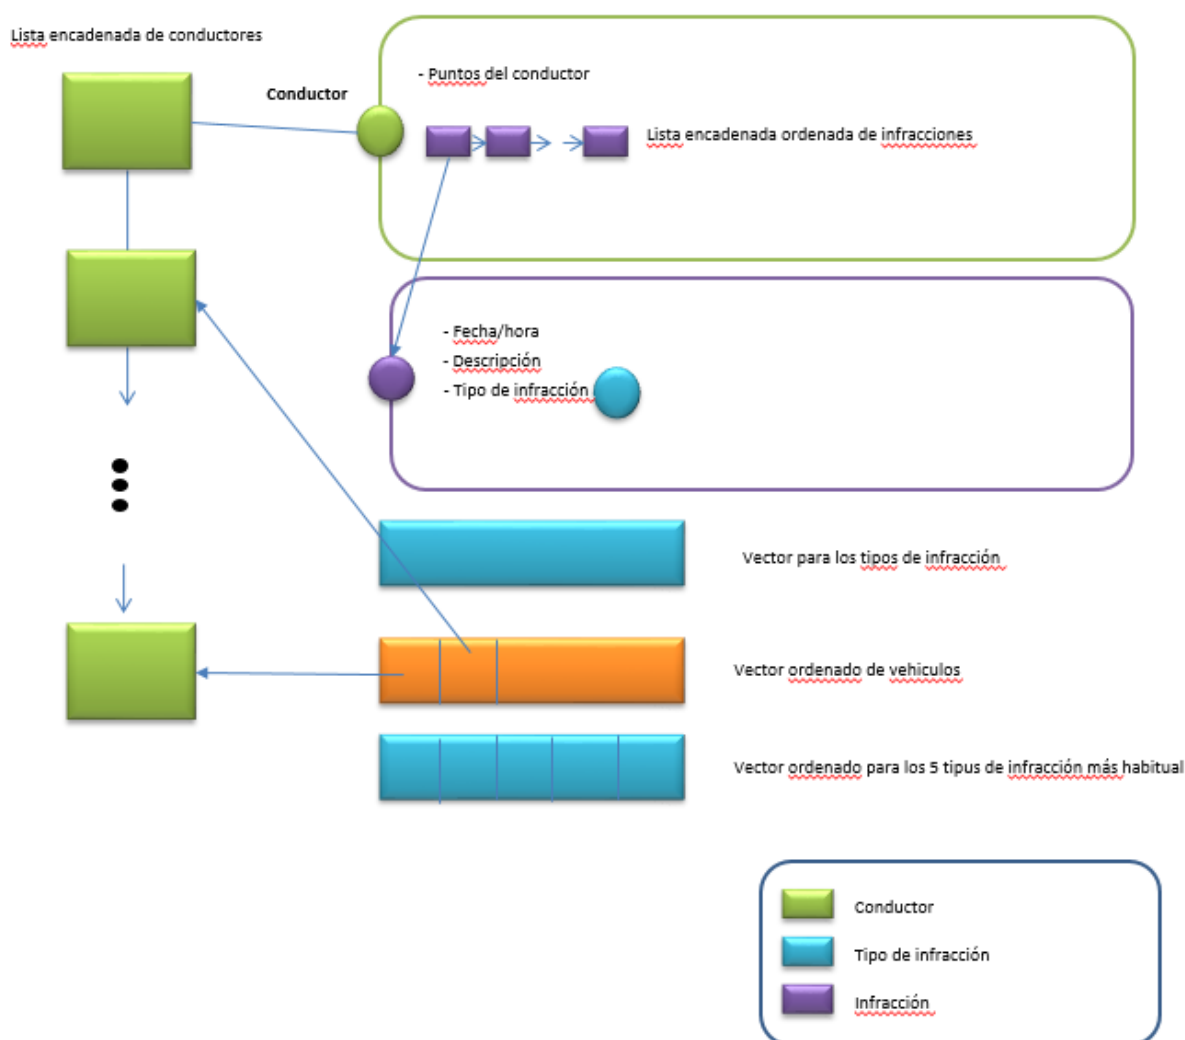 Lista encadenada de conductores
Conductor
- Puntos del conductor
Lista encadenada ordenada de infracciones
- Fecha/hora
- Descripción
- Tipo de infracción
Vector para los tipos de infracción
Vector ordenado de vehiculos
Vector ordenado para los 5 tipus de infracción más habitual
Conductor
Tipo de infracción
Infracción